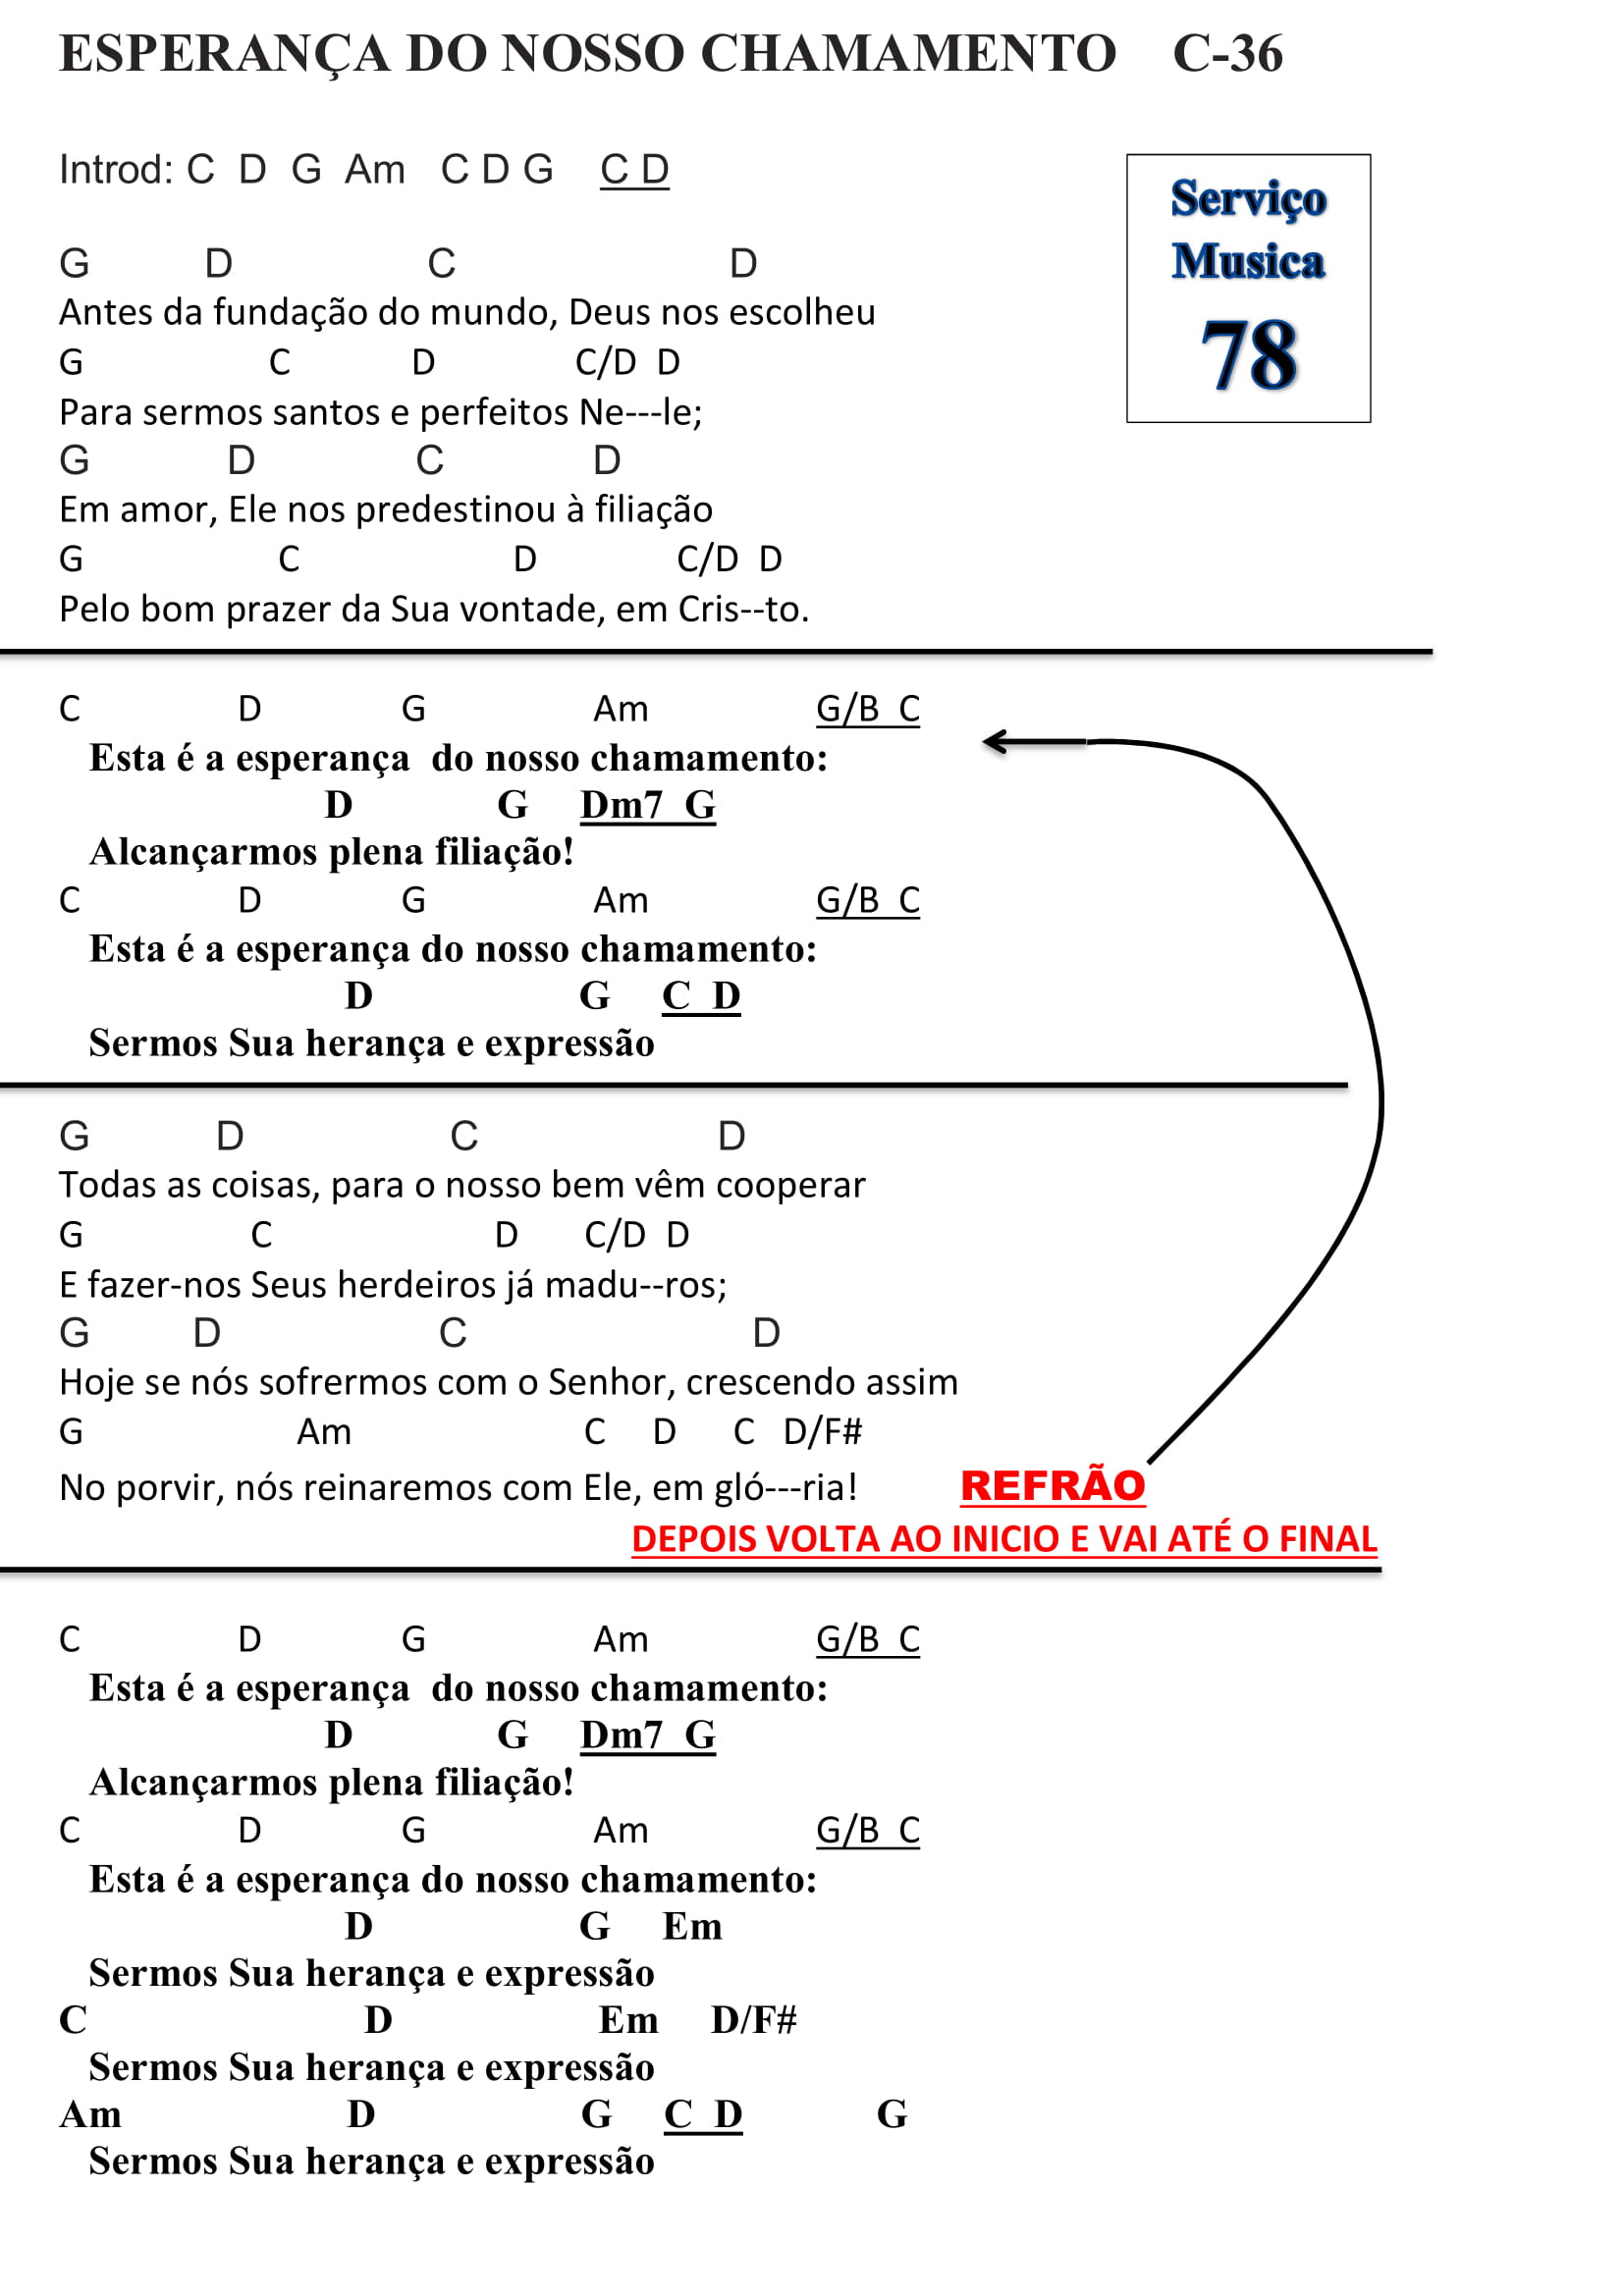 ESPERANÇA DO NOSSO CHAMAMENTO C-36
Introd: C D G Am C D G C D
Serviço
Musica
78
G D C D
Antes da fundação do mundo, Deus nos escolheu
G C D C/D D
Para sermos santos e perfeitos Ne---le;
G D C D
Em amor, Ele nos predestinou à filiação
G C D C/D D
Pelo bom prazer da Sua vontade, em Cris--to.
C D G Am G/B C
Esta é a esperança do nosso chamamento:
D G Dm7 G
Alcançarmos plena filiação!
C D G Am G/B C
Esta é a esperança do nosso chamamento:
D G C D
Sermos Sua herança e expressão
G D C D
Todas as coisas, para o nosso bem vêm cooperar
G C D C/D D
E fazer-nos Seus herdeiros já madu--ros;
G D C D
Hoje se nós sofrermos com o Senhor, crescendo assim
G Am C D C D/F#
No porvir, nós reinaremos com Ele, em gló---ria! REFRÃO
DEPOIS VOLTA AO INICIO E VAI ATÉ O FINAL
C D G Am G/B C
Esta é a esperança do nosso chamamento:
D G Dm7 G
Alcançarmos plena filiação!
C D G Am G/B C
Esta é a esperança do nosso chamamento:
D G Em
Sermos Sua herança e expressão
C D Em D/F#
Sermos Sua herança e expressão
Am D G C D G
Sermos Sua herança e expressão